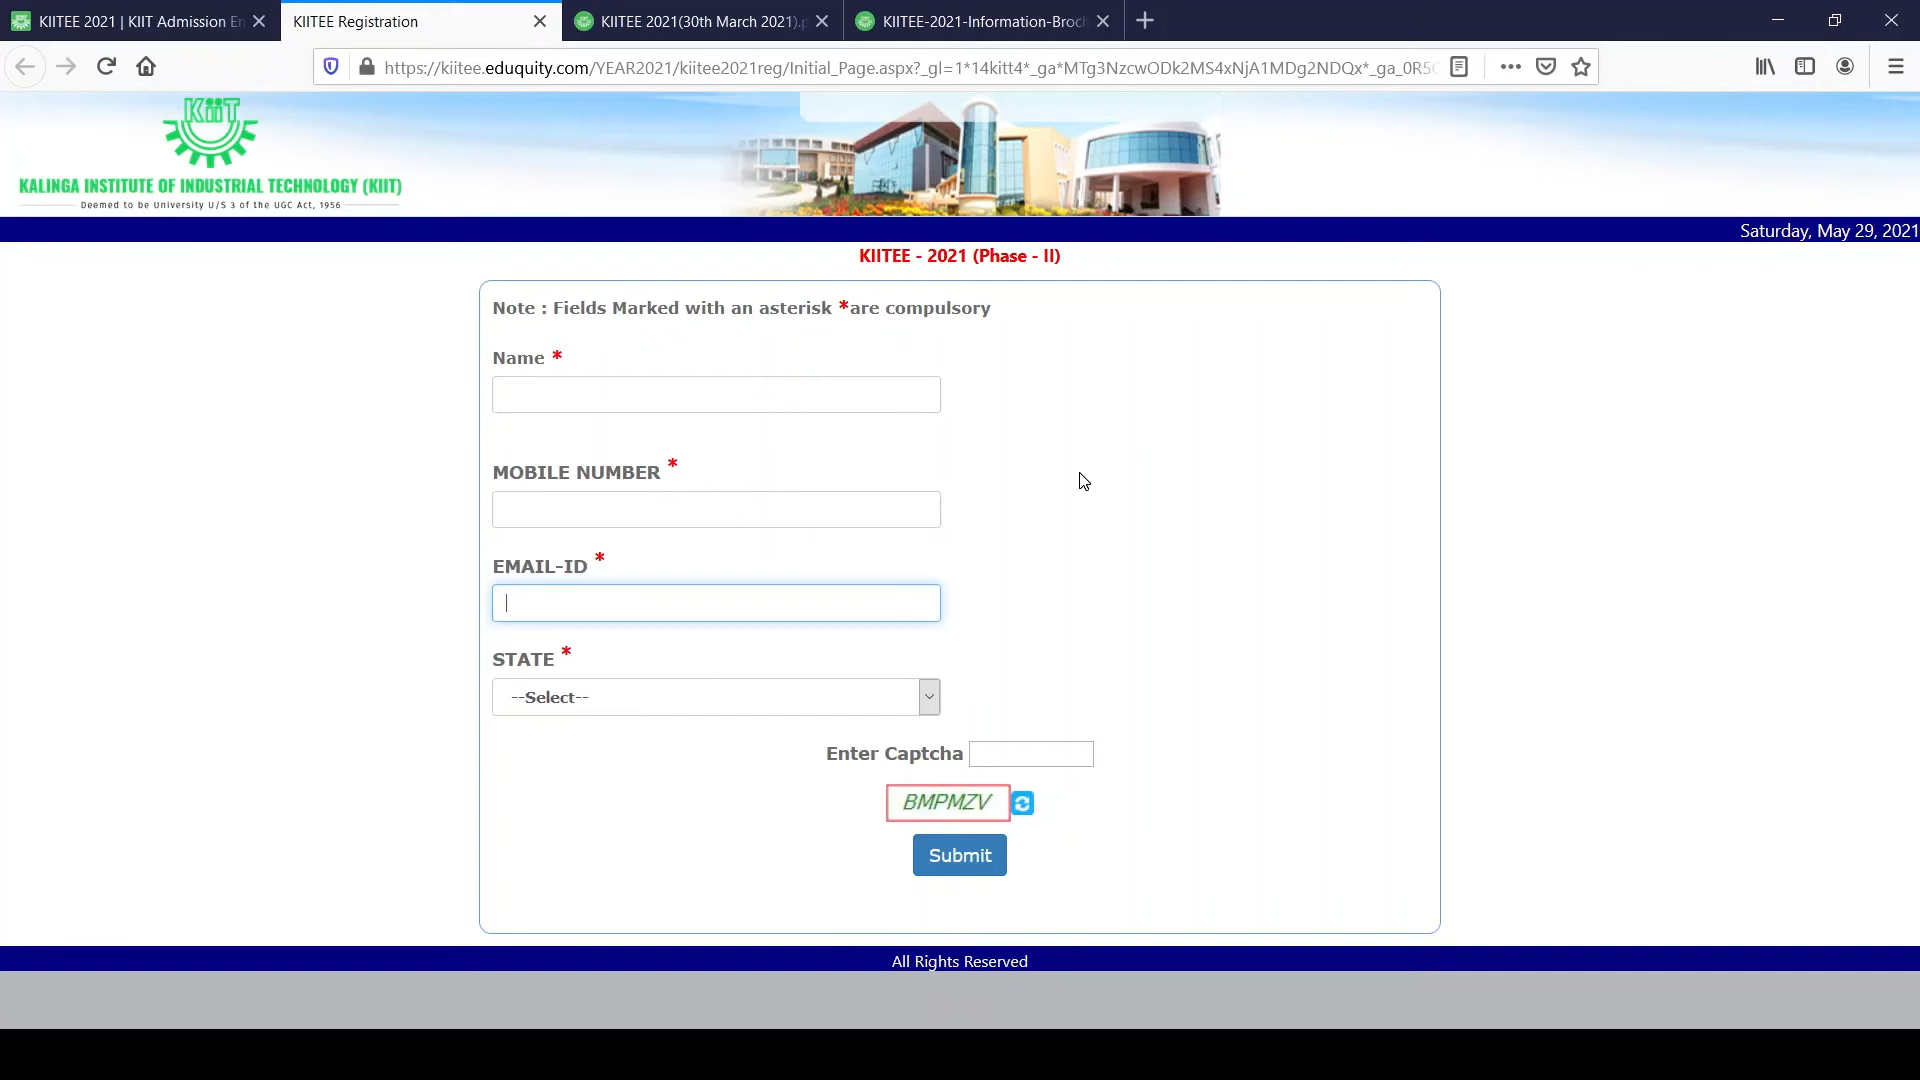 KIITEE 2021 | KIIT Admission En
KIITEE Registration
KIITEE 2021(30th March 2021).p
KIITEE-2021-Information-Broch
https://kiitee.eduquity.com/YEAR2021/kiitee2021reg/Initial_Page.aspx?_gl=1*14kitt4*_ga*MTg3NzcwODk2MS4xNjA1MDg2NDQx*_ga_0R5C
KiiT
KALINGA INSTITUTE OF INDUSTRIAL TECHNOLOGY (KIIT)
Deemed to be University U/S 3 of the UGC Act, 1956
Saturday, May 29, 2021
KIITEE - 2021 (Phase - II)
Note : Fields Marked with an asterisk *are compulsory
Name *
MOBILE NUMBER *
EMAIL-ID *
STATE *
--Select--
Enter Captcha
BMPMZV
Submit
All Rights Reserved